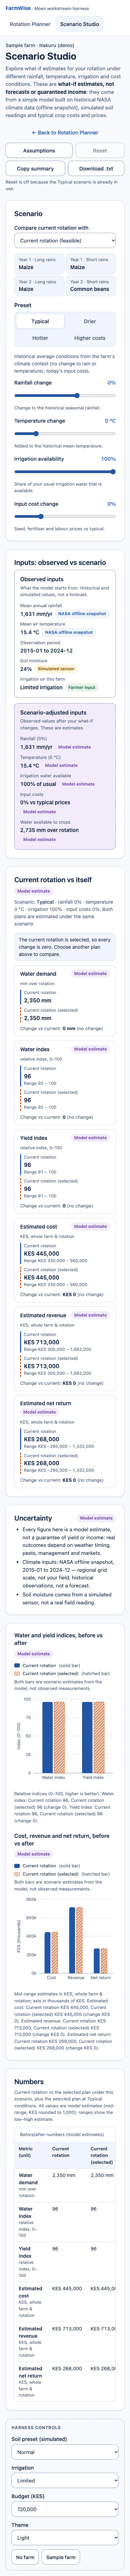 FarmWise · Mowen workstream harness
Rotation Planner
Scenario Studio
Sample farm · Nakuru (demo)
Scenario Studio
Explore what-if estimates for your rotation under different rainfall, temperature, irrigation and cost conditions. These are what-if estimates, not forecasts or guaranteed income: they come from a simple model built on historical NASA climate data (offline snapshot), simulated soil readings and typical crop costs and prices.
← Back to Rotation Planner
Assumptions
Reset
Copy summary
Download .txt
Reset is off because the Typical scenario is already in use.
Scenario
Compare current rotation with
Current rotation (feasible)
Year 1 · Long rains
Maize
Year 1 · Short rains
Maize
Year 2 · Long rains
Maize
Year 2 · Short rains
Common beans
Preset
Typical
Drier
Hotter
Higher costs
Historical average conditions from the farm's climate record (no change to rain or temperature); today's input costs.
Rainfall change
0%
Change to the historical seasonal rainfall.
Temperature change
0 °C
Added to the historical mean temperature.
Irrigation availability
100%
Share of your usual irrigation water that is available.
Input cost change
0%
Seed, fertiliser and labour prices vs typical.
Inputs: observed vs scenario
Observed inputs
What the model starts from. Historical and simulated values, not a forecast.
Mean annual rainfall
1,631 mm/yr NASA offline snapshot
Mean air temperature
15.4 °C NASA offline snapshot
Observation period
2015-01 to 2024-12
Soil moisture
24% Simulated sensor
Irrigation on this farm
Limited irrigation Farmer input
Scenario-adjusted inputs
Observed values after your what-if changes. These are estimates.
Rainfall (0%)
1,631 mm/yr Model estimate
Temperature (0 °C)
15.4 °C Model estimate
Irrigation water available
100% of usual Model estimate
Input costs
0% vs typical prices
Model estimate
Water available to crops
2,735 mm over rotation
Model estimate
Current rotation vs itself
Model estimate
Scenario: Typical · rainfall 0% · temperature 0 °C · irrigation 100% · input costs 0%. Both plans are estimated under the same scenario.
The current rotation is selected, so every change is zero. Choose another plan above to compare.
Water demand
Model estimate
mm over rotation
Current rotation
2,350 mm
Current rotation (selected)
2,350 mm
Change vs current: 0 mm (no change)
Water index
Model estimate
relative index, 0–100
Current rotation
96
Range 92 – 100
Current rotation (selected)
96
Range 92 – 100
Change vs current: 0 (no change)
Yield index
Model estimate
relative index, 0–100
Current rotation
96
Range 91 – 100
Current rotation (selected)
96
Range 91 – 100
Change vs current: 0 (no change)
Estimated cost
Model estimate
KES, whole farm & rotation
Current rotation
KES 445,000
Range KES 330,000 – 560,000
Current rotation (selected)
KES 445,000
Range KES 330,000 – 560,000
Change vs current: KES 0 (no change)
Estimated revenue
Model estimate
KES, whole farm & rotation
Current rotation
KES 713,000
Range KES 300,000 – 1,662,000
Current rotation (selected)
KES 713,000
Range KES 300,000 – 1,662,000
Change vs current: KES 0 (no change)
Estimated net return
Model estimate
KES, whole farm & rotation
Current rotation
KES 268,000
Range KES −260,000 – 1,332,000
Current rotation (selected)
KES 268,000
Range KES −260,000 – 1,332,000
Change vs current: KES 0 (no change)
Uncertainty
Model estimate
Every figure here is a model estimate, not a guarantee of yield or income. Real outcomes depend on weather timing, pests, management and markets.
Climate inputs: NASA offline snapshot, 2015-01 to 2024-12 — regional grid scale, not your field; historical observations, not a forecast.
Soil moisture comes from a simulated sensor, not a real field reading.
Water and yield indices, before vs after
Model estimate
Current rotation (solid bar)
Current rotation (selected) (hatched bar)
Both bars are scenario estimates from the model, not observed measurements.
Index (0–100)
100
75
50
25
0
Water index
Yield index
Relative indices (0–100, higher is better). Water index: Current rotation 96; Current rotation (selected) 96 (change 0). Yield index: Current rotation 96; Current rotation (selected) 96 (change 0).
Cost, revenue and net return, before vs after
Model estimate
Current rotation (solid bar)
Current rotation (selected) (hatched bar)
Both bars are scenario estimates from the model, not observed measurements.
KES (thousands)
800k
600k
400k
200k
0k
Cost
Revenue
Net return
Mid-range estimates in KES, whole farm & rotation; axis in thousands of KES. Estimated cost: Current rotation KES 445,000; Current rotation (selected) KES 445,000 (change KES 0). Estimated revenue: Current rotation KES 713,000; Current rotation (selected) KES 713,000 (change KES 0). Estimated net return: Current rotation KES 268,000; Current rotation (selected) KES 268,000 (change KES 0).
Numbers
Current rotation vs the selected plan under this scenario, plus the selected plan at Typical conditions. All values are model estimates (mid-range, KES rounded to 1,000); ranges show the low–high estimate.
Before/after numbers (model estimates)
Metric (unit)
Current rotation
Current rotation (selected)
Water demand
mm over rotation
2,350 mm
2,350 mm
Water index
relative index, 0–100
96
96
Yield index
relative index, 0–100
96
96
Estimated cost
KES, whole farm & rotation
KES 445,000
KES 445,
Estimated revenue
KES, whole farm & rotation
KES 713,000
KES 713,0
Estimated net return
KES, whole farm & rotation
KES 268,000
KES 268,0
HARNESS CONTROLS
Soil preset (simulated)
Normal
Irrigation
Limited
Budget (KES)
120,000
Theme
Light
No farm
Sample farm